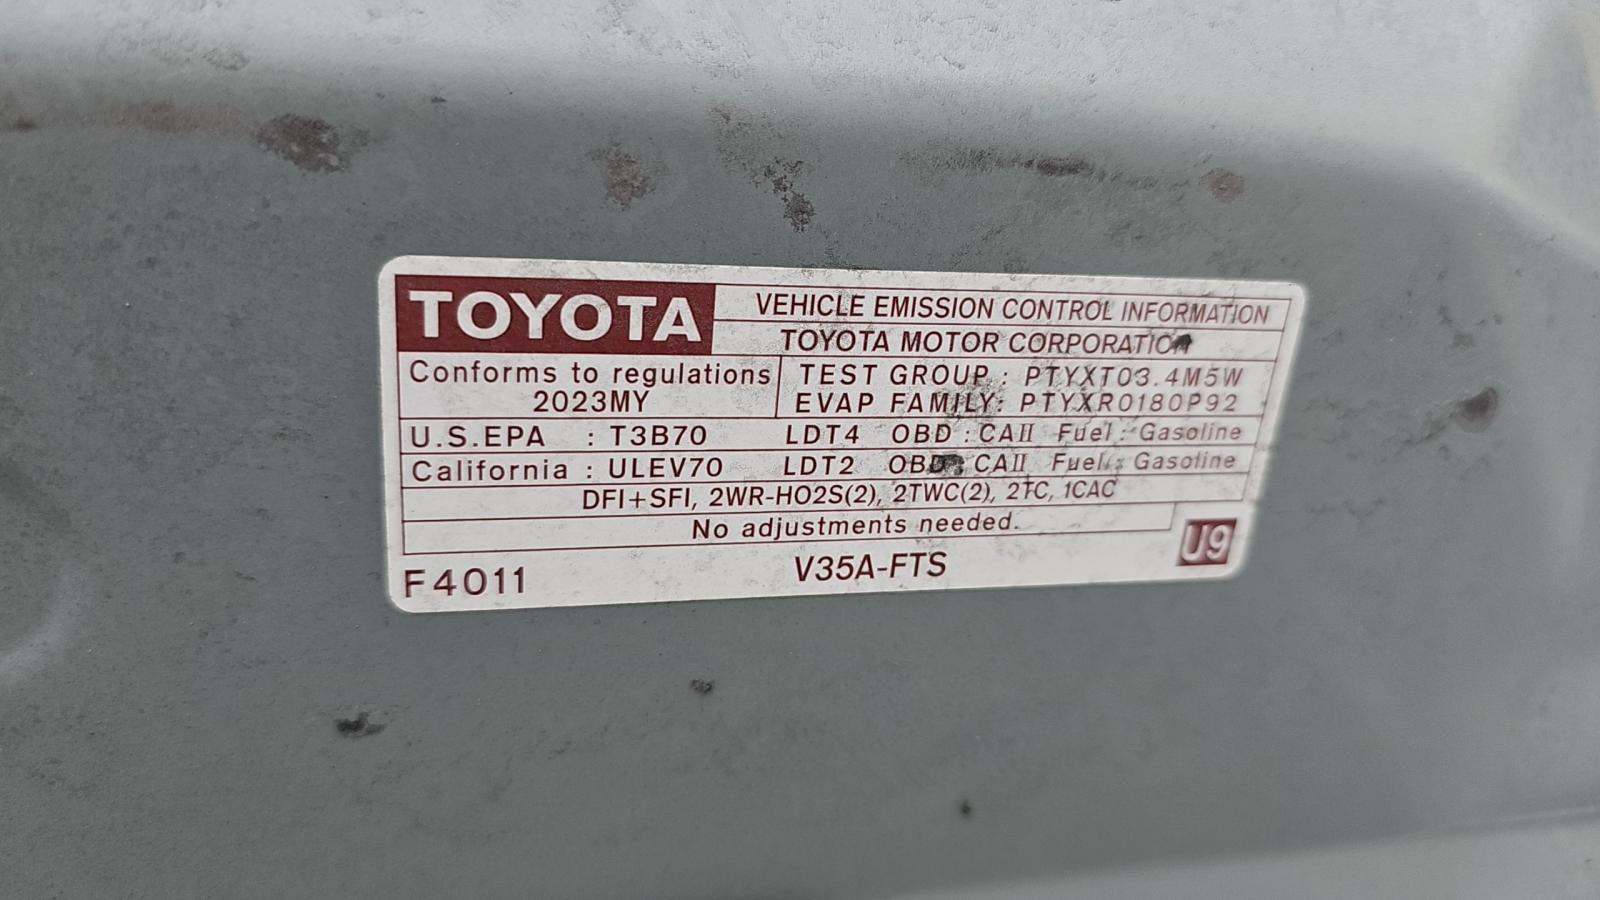 TOYOTA
VEHICLE EMISSION CONTROL INFORMATION
TOYOTA MOTOR CORPORATION
Conforms to regulations
2023MY
TEST GROUP : PTYXT03.4M5W
EVAP FAMILY: PTYXR0180P92
U.S.EPA : T3B70 LDT4 OBD : CAII Fuel : Gasoline
California : ULEV70 LDT2 OBD : CAII Fuel : Gasoline
DFI+SFI, 2WR-HO2S(2), 2TWC(2), 2TC, 1CAC
No adjustments needed.
F4011
V35A-FTS
U9